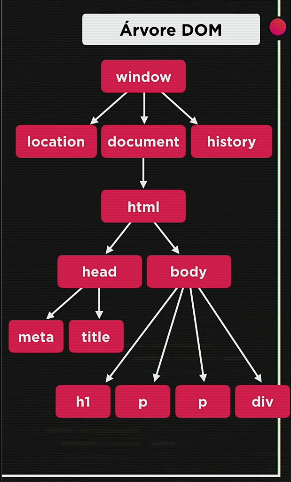 Árvore DOM
window
location document history
html
head body
meta title
h1 p p div